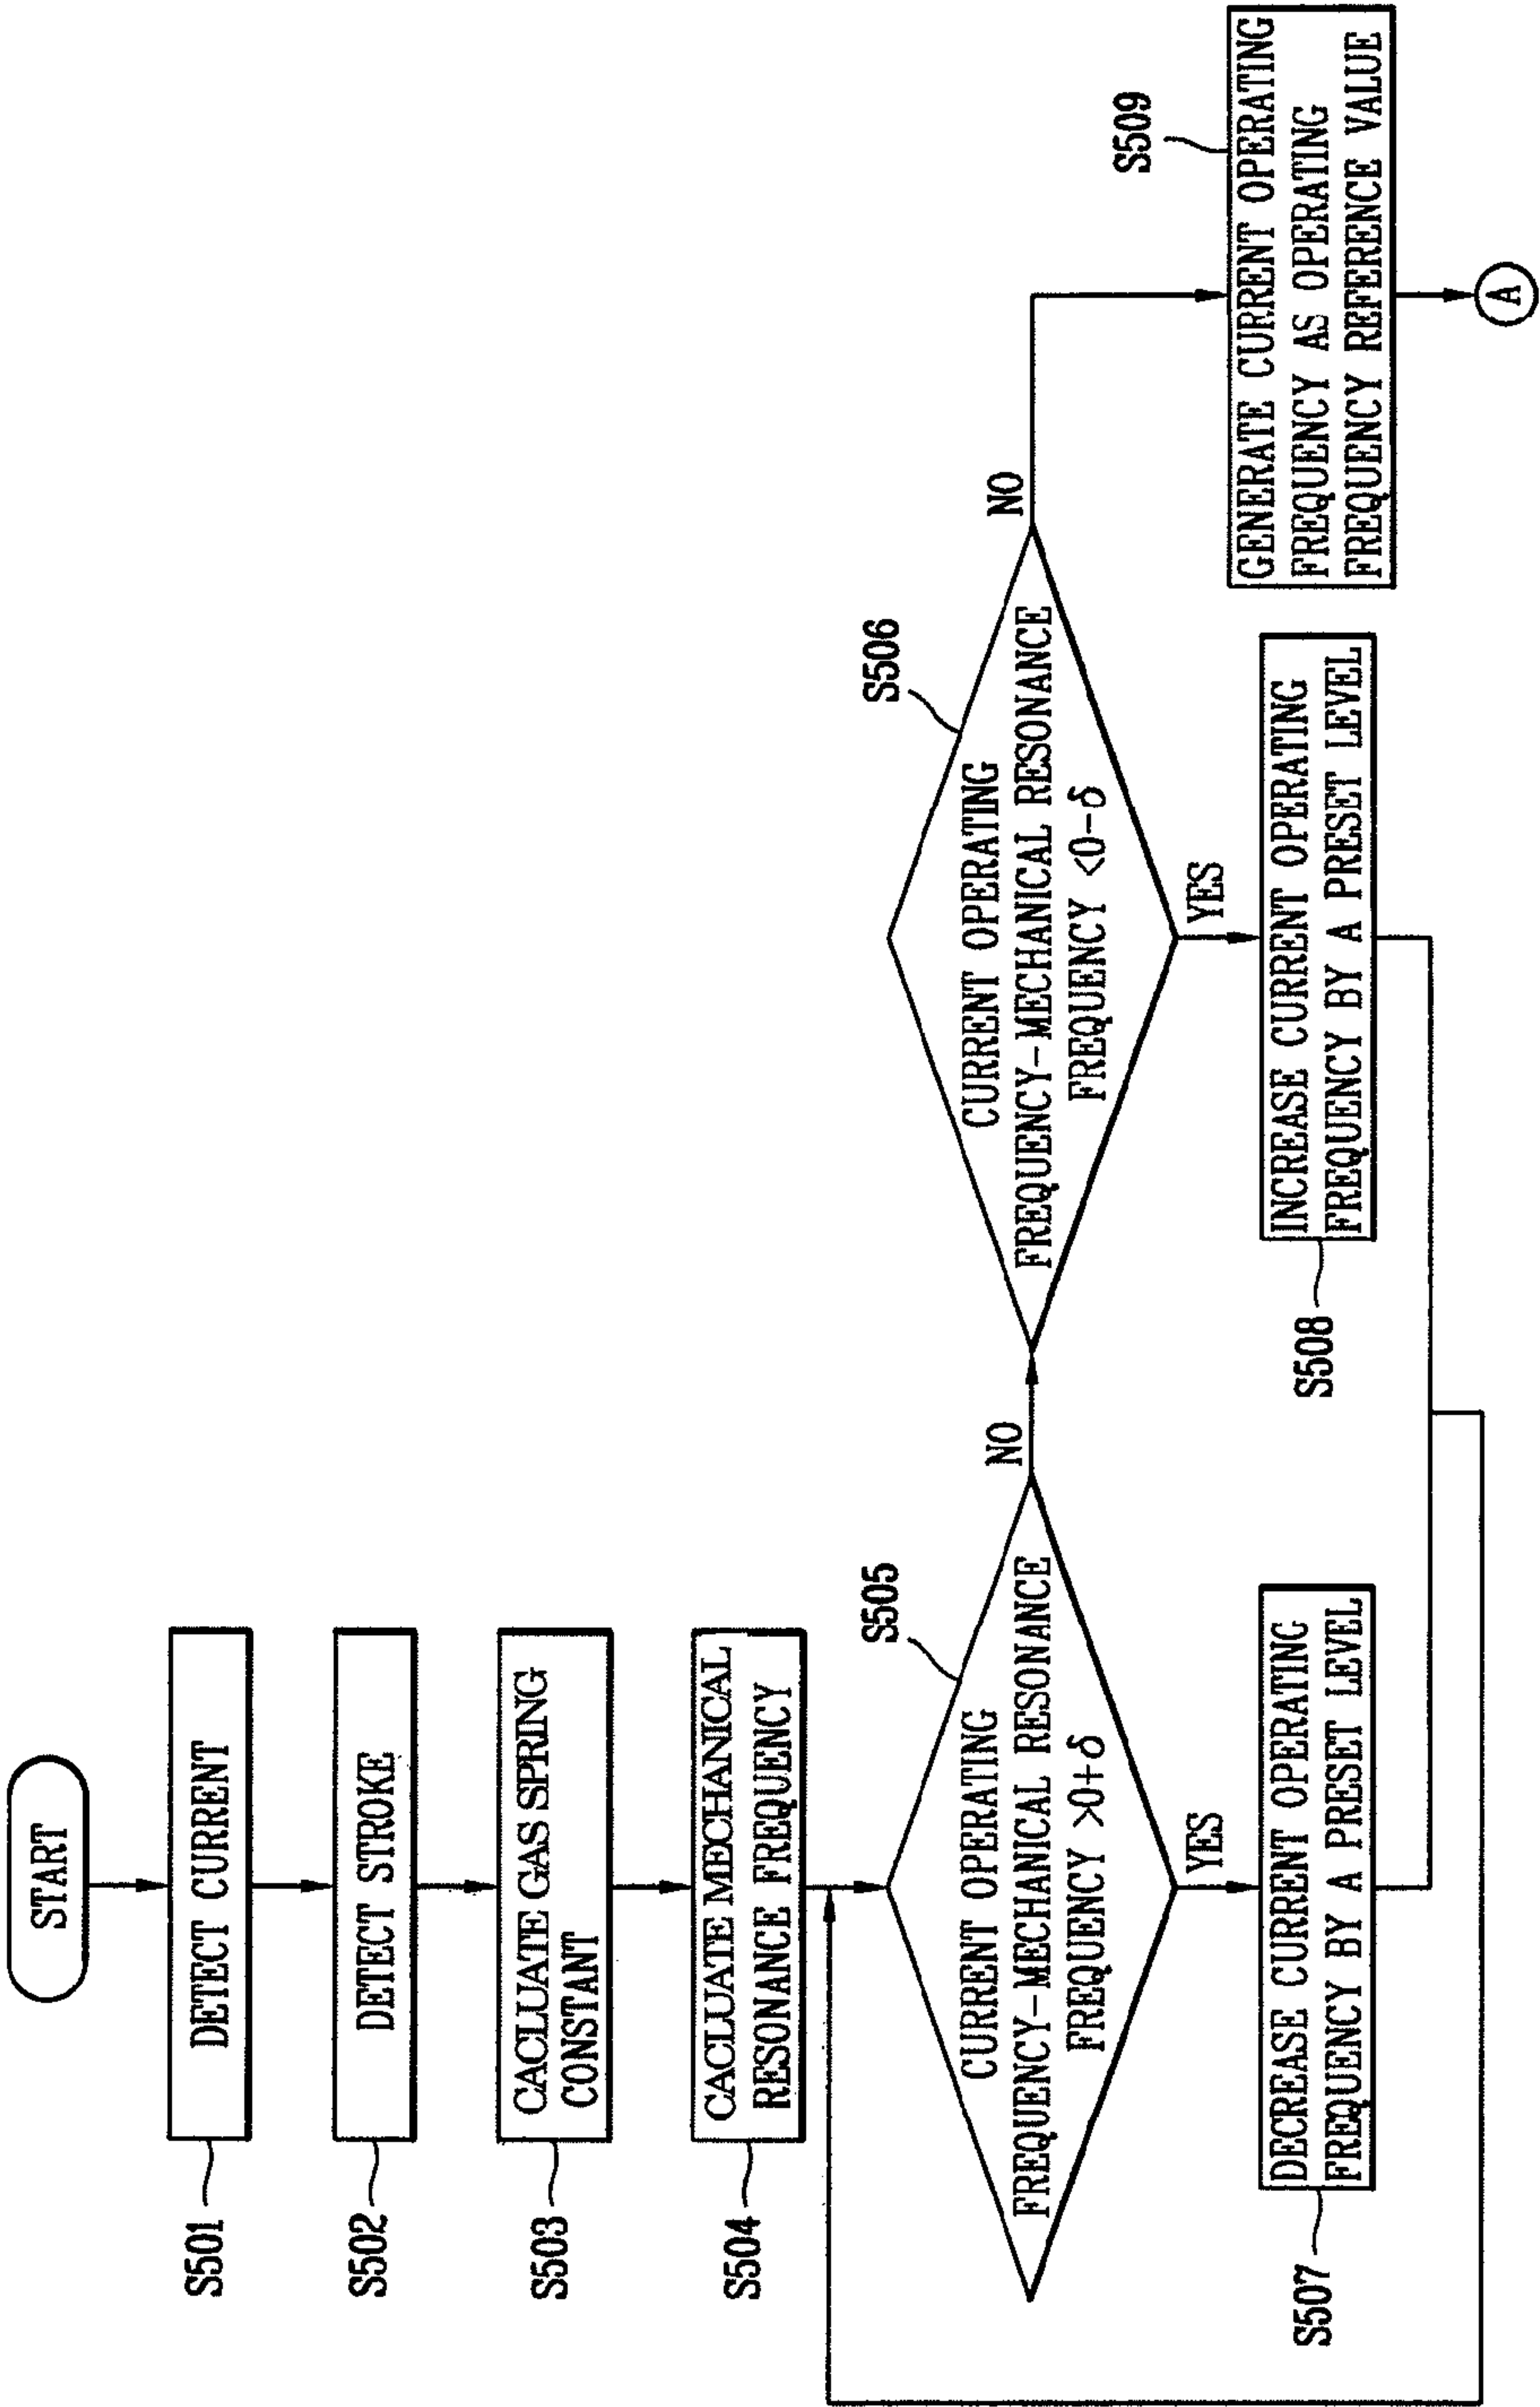 START
S501
DETECT CURRENT
S502
DETECT STROKE
S503
CACLUATE GAS SPRING
CONSTANT
S504
CACLUATE MECHANICAL
RESONANCE FREQUENCY
S505
CURRENT OPERATING
FREQUENCY-MECHANICAL RESONANCE
FREQUENCY >0+δ
NO
YES
S506
CURRENT OPERATING
FREQUENCY-MECHANICAL RESONANCE
FREQUENCY <0-δ
NO
YES
S507
DECREASE CURRENT OPERATING
FREQUENCY BY A PRESET LEVEL
S508
INCREASE CURRENT OPERATING
FREQUENCY BY A PRESET LEVEL
S509
GENERATE CURRENT OPERATING
FREQUENCY AS OPERATING
FREQUENCY REFERENCE VALUE
A